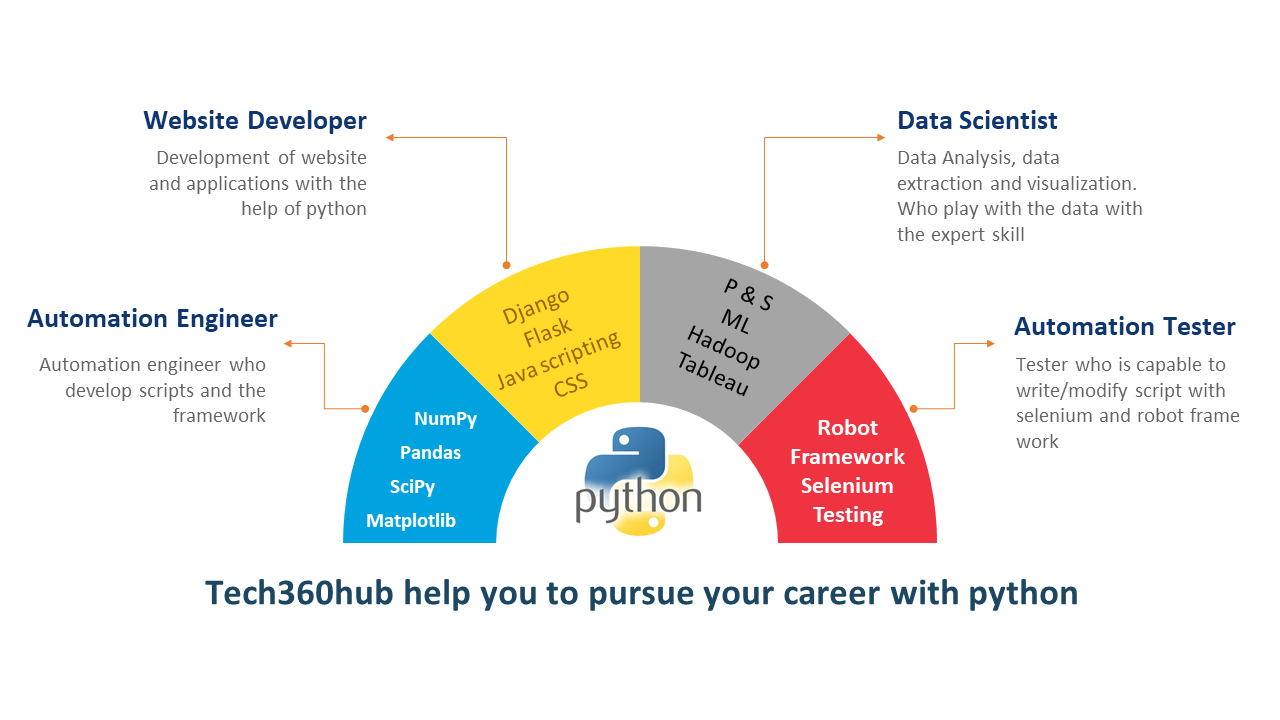 Website Developer
Development of website
and applications with the
help of python
Data Scientist
Data Analysis, data
extraction and visualization.
Who play with the data with
the expert skill
Automation Engineer
Automation engineer who
develop scripts and the
framework
Automation Tester
Tester who is capable to
write/modify script with
selenium and robot frame
work
NumPy
Pandas
SciPy
Matplotlib
Django
Flask
Java scripting
CSS
P & S
ML
Hadoop
Tableau
Robot
Framework
Selenium
Testing
python
Tech360hub help you to pursue your career with python